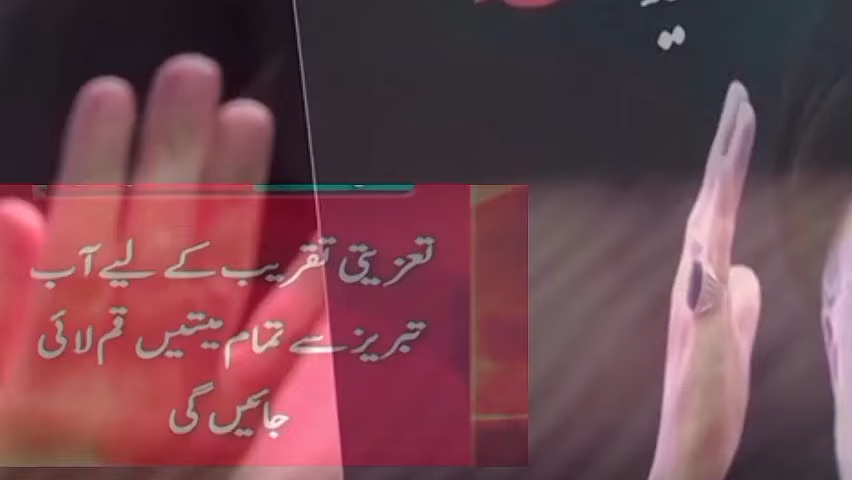 تعزیتی تقریب کے لیے آب
تبریز سے تمام میتیں قم لائی
جائیں گی